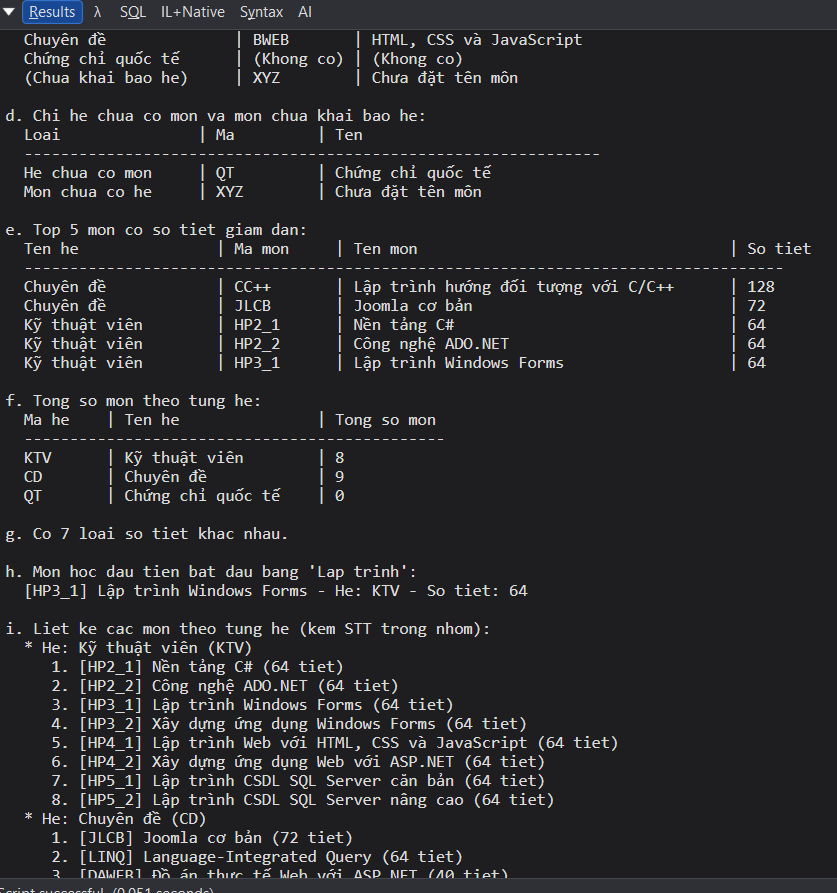 Results λ SQL IL+Native Syntax AI
Chuyên đề | BWEB | HTML, CSS và JavaScript
Chứng chỉ quốc tế | (Khong co) | (Khong co)
(Chua khai bao he) | XYZ | Chưa đặt tên môn
d. Chi he chua co mon va mon chua khai bao he:
Loai | Ma | Ten
---------------------------------------------------------------
He chua co mon | QT | Chứng chỉ quốc tế
Mon chua co he | XYZ | Chưa đặt tên môn
e. Top 5 mon co so tiet giam dan:
Ten he | Ma mon | Ten mon | So tiet
-----------------------------------------------------------------------------------
Chuyên đề | CC++ | Lập trình hướng đối tượng với C/C++ | 128
Chuyên đề | JLCB | Joomla cơ bản | 72
Kỹ thuật viên | HP2_1 | Nền tảng C# | 64
Kỹ thuật viên | HP2_2 | Công nghệ ADO.NET | 64
Kỹ thuật viên | HP3_1 | Lập trình Windows Forms | 64
f. Tong so mon theo tung he:
Ma he | Ten he | Tong so mon
----------------------------------------------
KTV | Kỹ thuật viên | 8
CD | Chuyên đề | 9
QT | Chứng chỉ quốc tế | 0
g. Co 7 loai so tiet khac nhau.
h. Mon hoc dau tien bat dau bang 'Lap trinh':
[HP3_1] Lập trình Windows Forms - He: KTV - So tiet: 64
i. Liet ke cac mon theo tung he (kem STT trong nhom):
* He: Kỹ thuật viên (KTV)
1. [HP2_1] Nền tảng C# (64 tiet)
2. [HP2_2] Công nghệ ADO.NET (64 tiet)
3. [HP3_1] Lập trình Windows Forms (64 tiet)
4. [HP3_2] Xây dựng ứng dụng Windows Forms (64 tiet)
5. [HP4_1] Lập trình Web với HTML, CSS và JavaScript (64 tiet)
6. [HP4_2] Xây dựng ứng dụng Web với ASP.NET (64 tiet)
7. [HP5_1] Lập trình CSDL SQL Server căn bản (64 tiet)
8. [HP5_2] Lập trình CSDL SQL Server nâng cao (64 tiet)
* He: Chuyên đề (CD)
1. [JLCB] Joomla cơ bản (72 tiet)
2. [LINQ] Language-Integrated Query (64 tiet)
3. [DAWEB] Đồ án thực tế Web với ASP.NET (40 tiet)
Script successful (0.051 seconds)